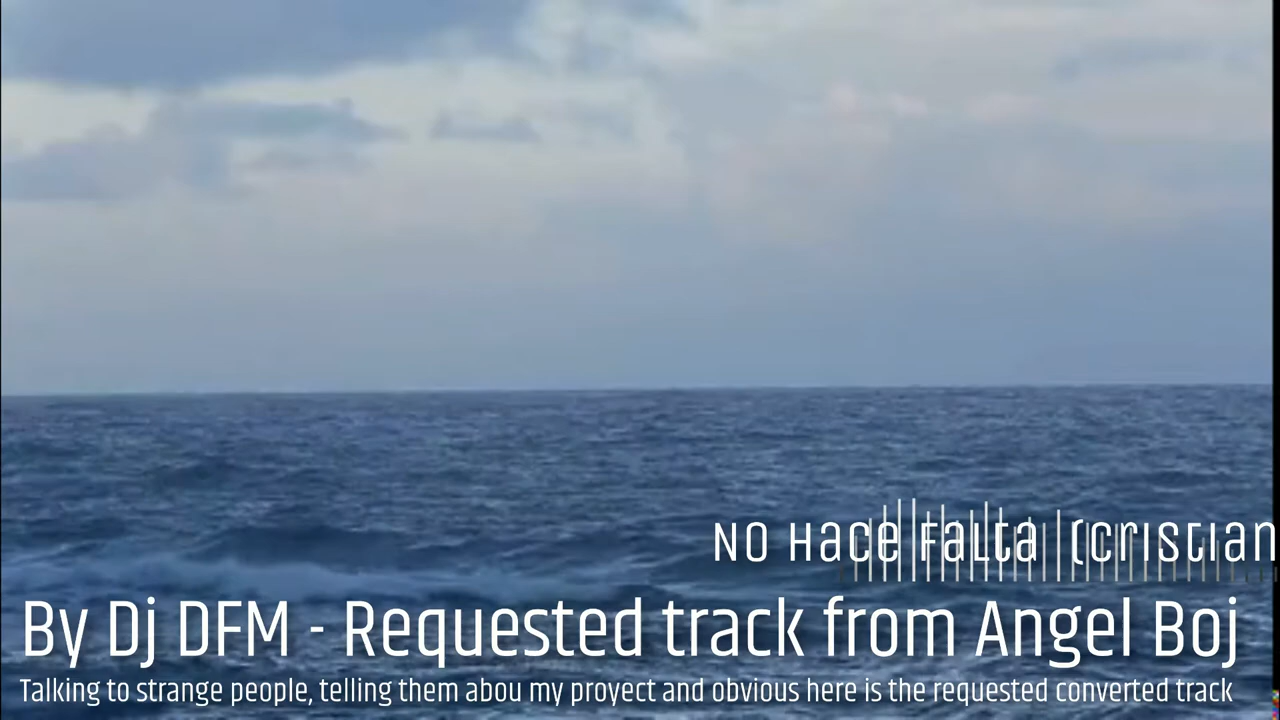 NO Hace Falta (Cristian
By Dj DFM - Requested track from Angel Boj
Talking to strange people, telling them abou my proyect and obvious here is the requested converted track